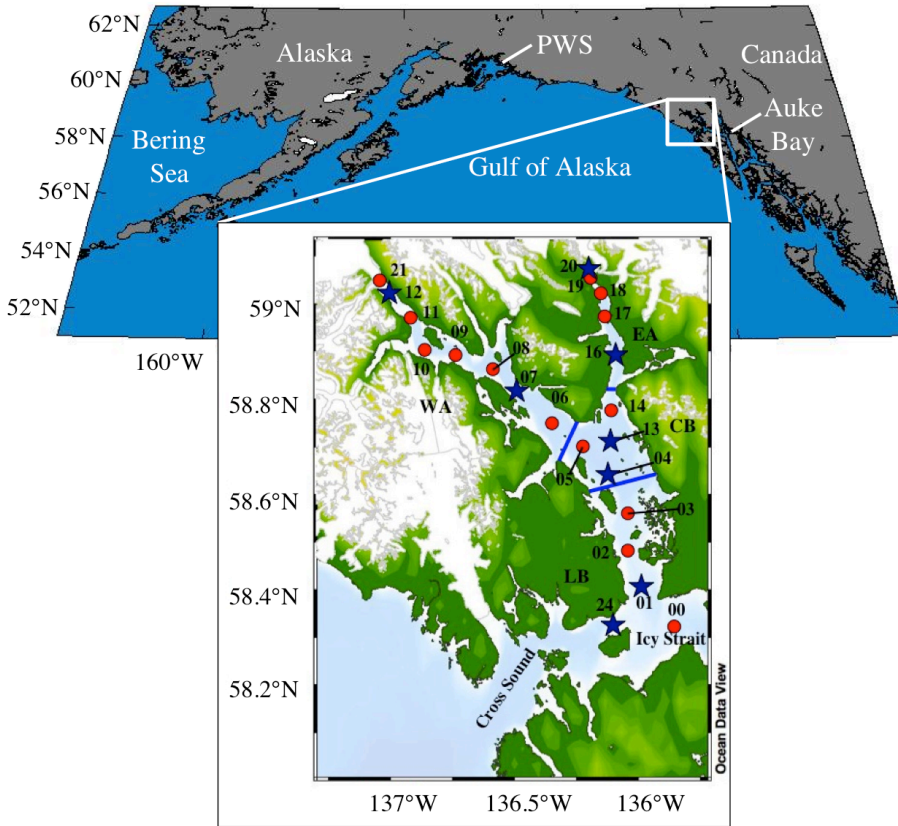 62°N
Alaska
PWS
Canada
60°N
Auke
Bay
58°N
Bering
Sea
Gulf of Alaska
56°N
54°N
52°N
160°W
21
20
12
19
18
59°N
11
17
09
EA
08
16
10
07
58.8°N
WA
06
14
13
CB
04
05
58.6°N
03
02
LB
58.4°N
24
01
00
Icy Strait
Cross Sound
58.2°N
Ocean Data View
137°W
136.5°W
136°W